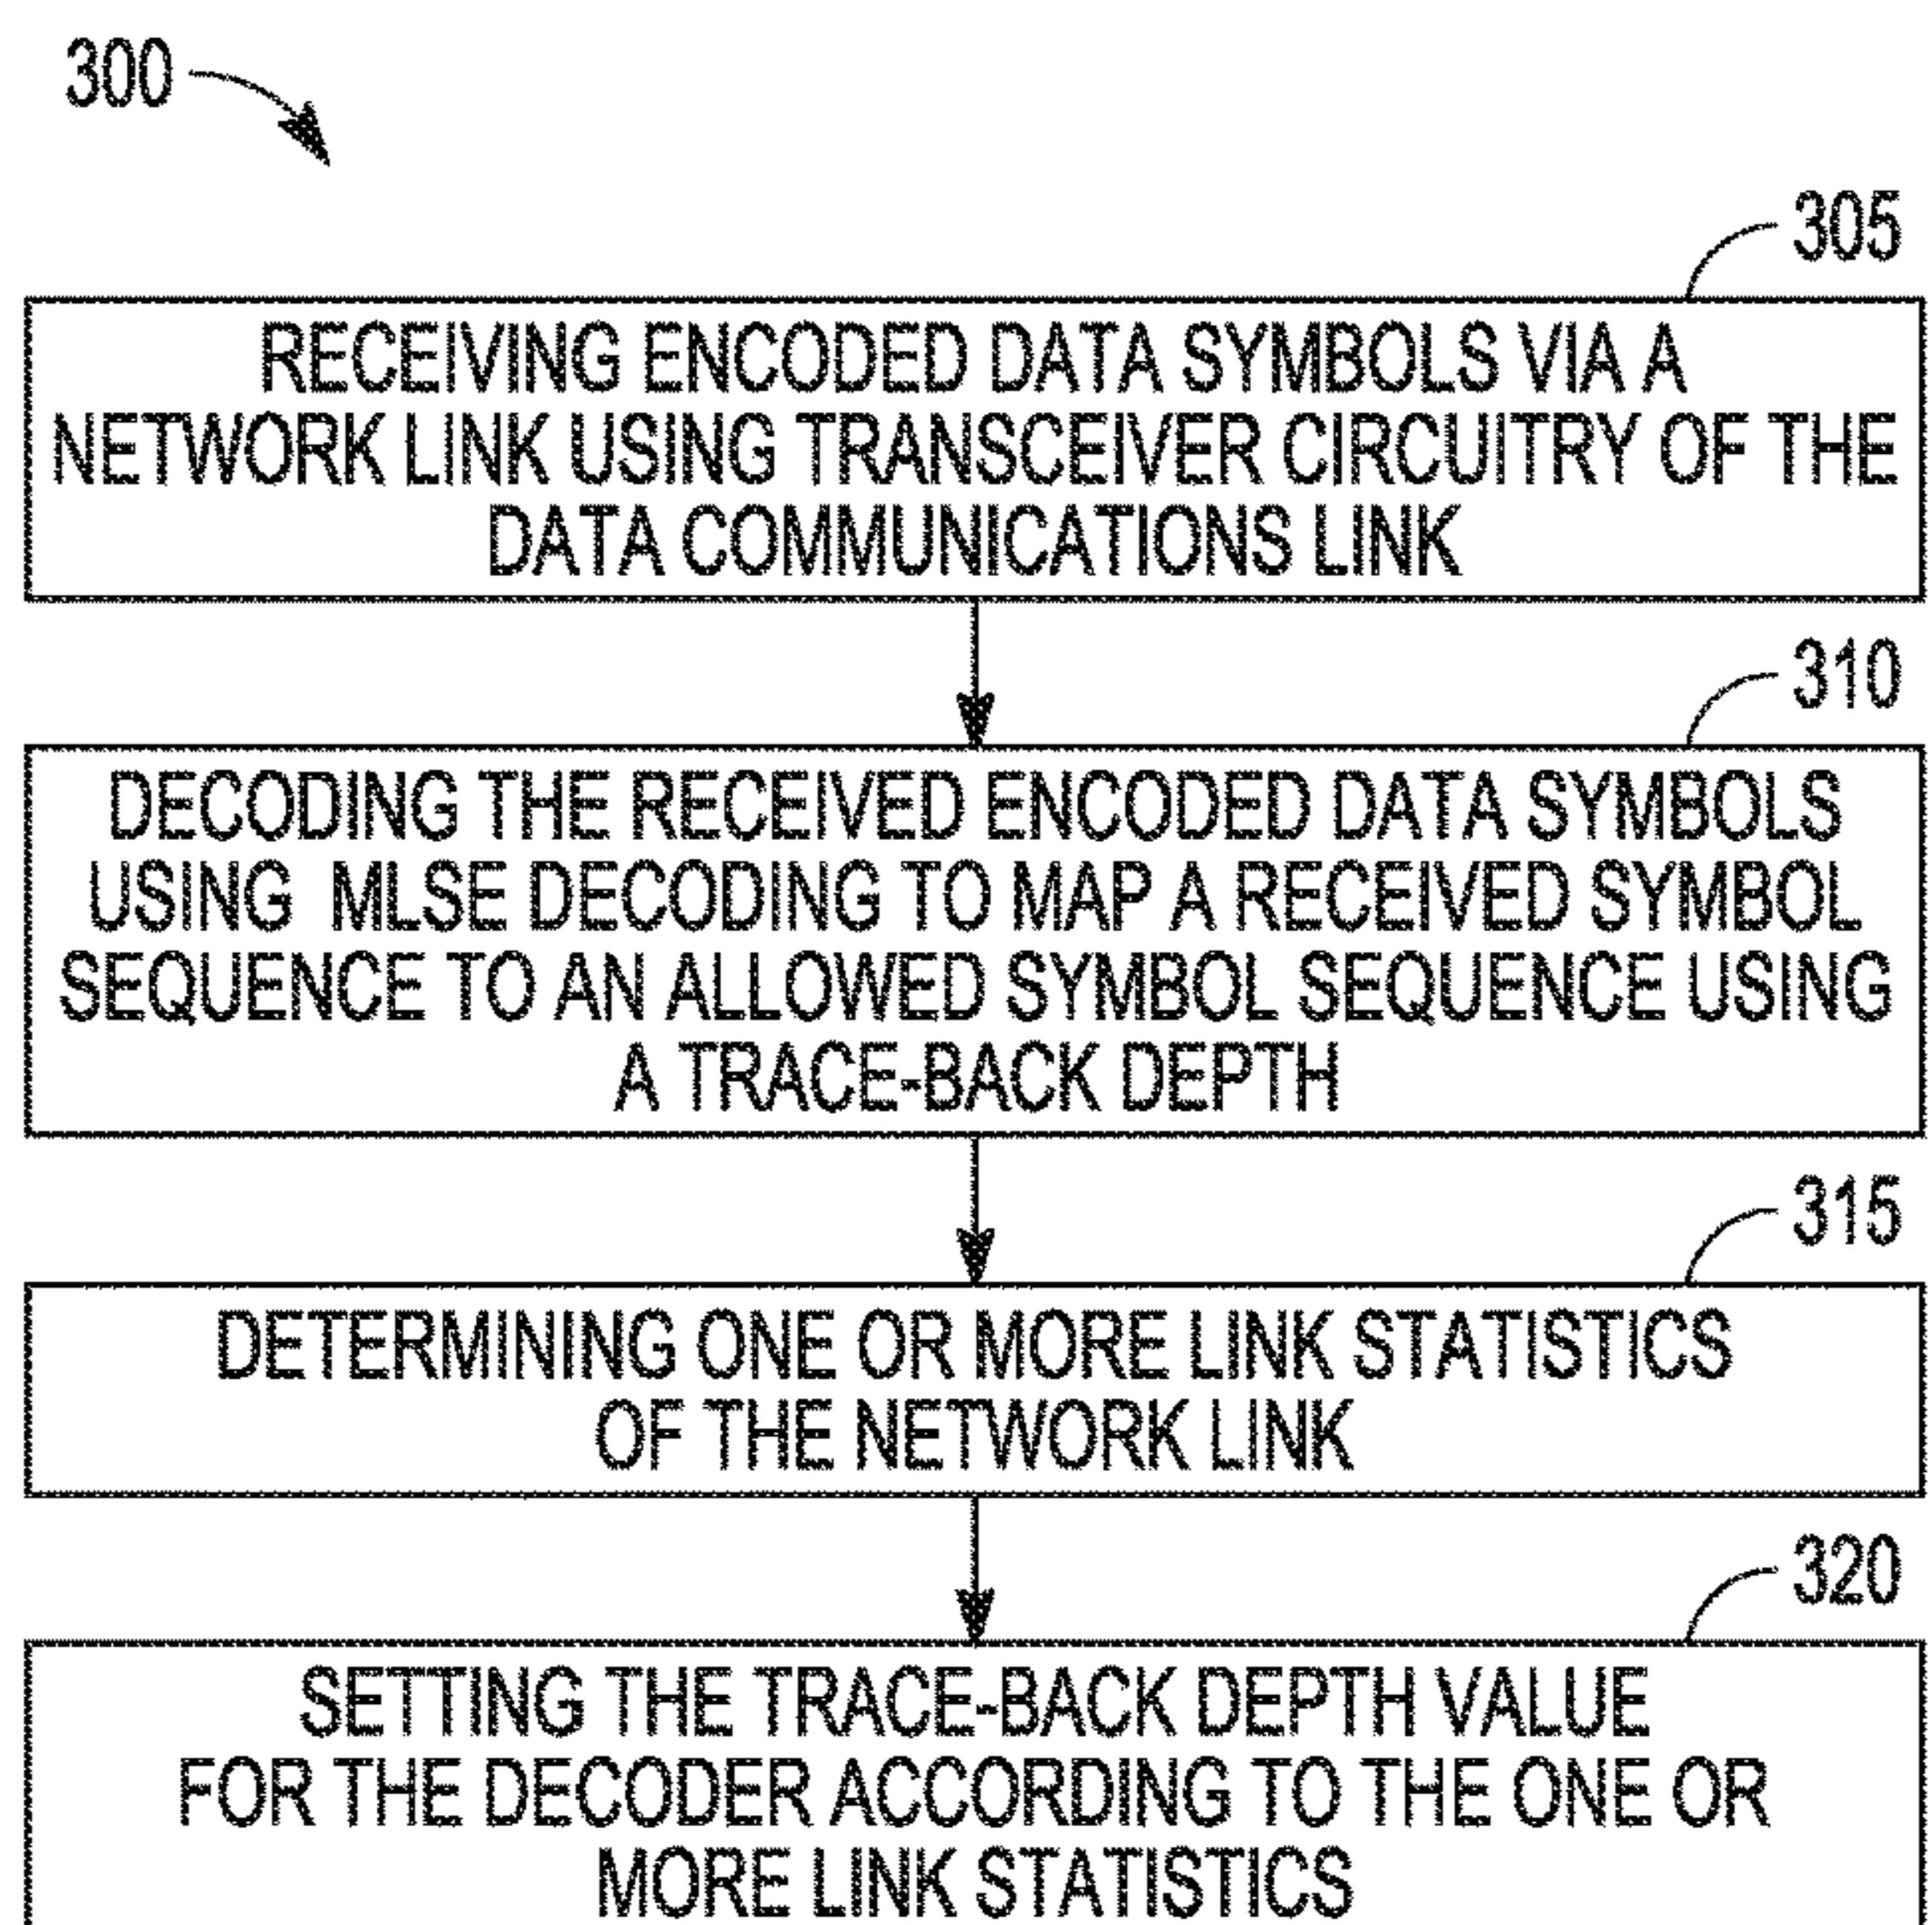 300
305
RECEIVING ENCODED DATA SYMBOLS VIA A
NETWORK LINK USING TRANSCEIVER CIRCUITRY OF THE
DATA COMMUNICATIONS LINK
310
DECODING THE RECEIVED ENCODED DATA SYMBOLS
USING MLSE DECODING TO MAP A RECEIVED SYMBOL
SEQUENCE TO AN ALLOWED SYMBOL SEQUENCE USING
A TRACE-BACK DEPTH
315
DETERMINING ONE OR MORE LINK STATISTICS
OF THE NETWORK LINK
320
SETTING THE TRACE-BACK DEPTH VALUE
FOR THE DECODER ACCORDING TO THE ONE OR
MORE LINK STATISTICS